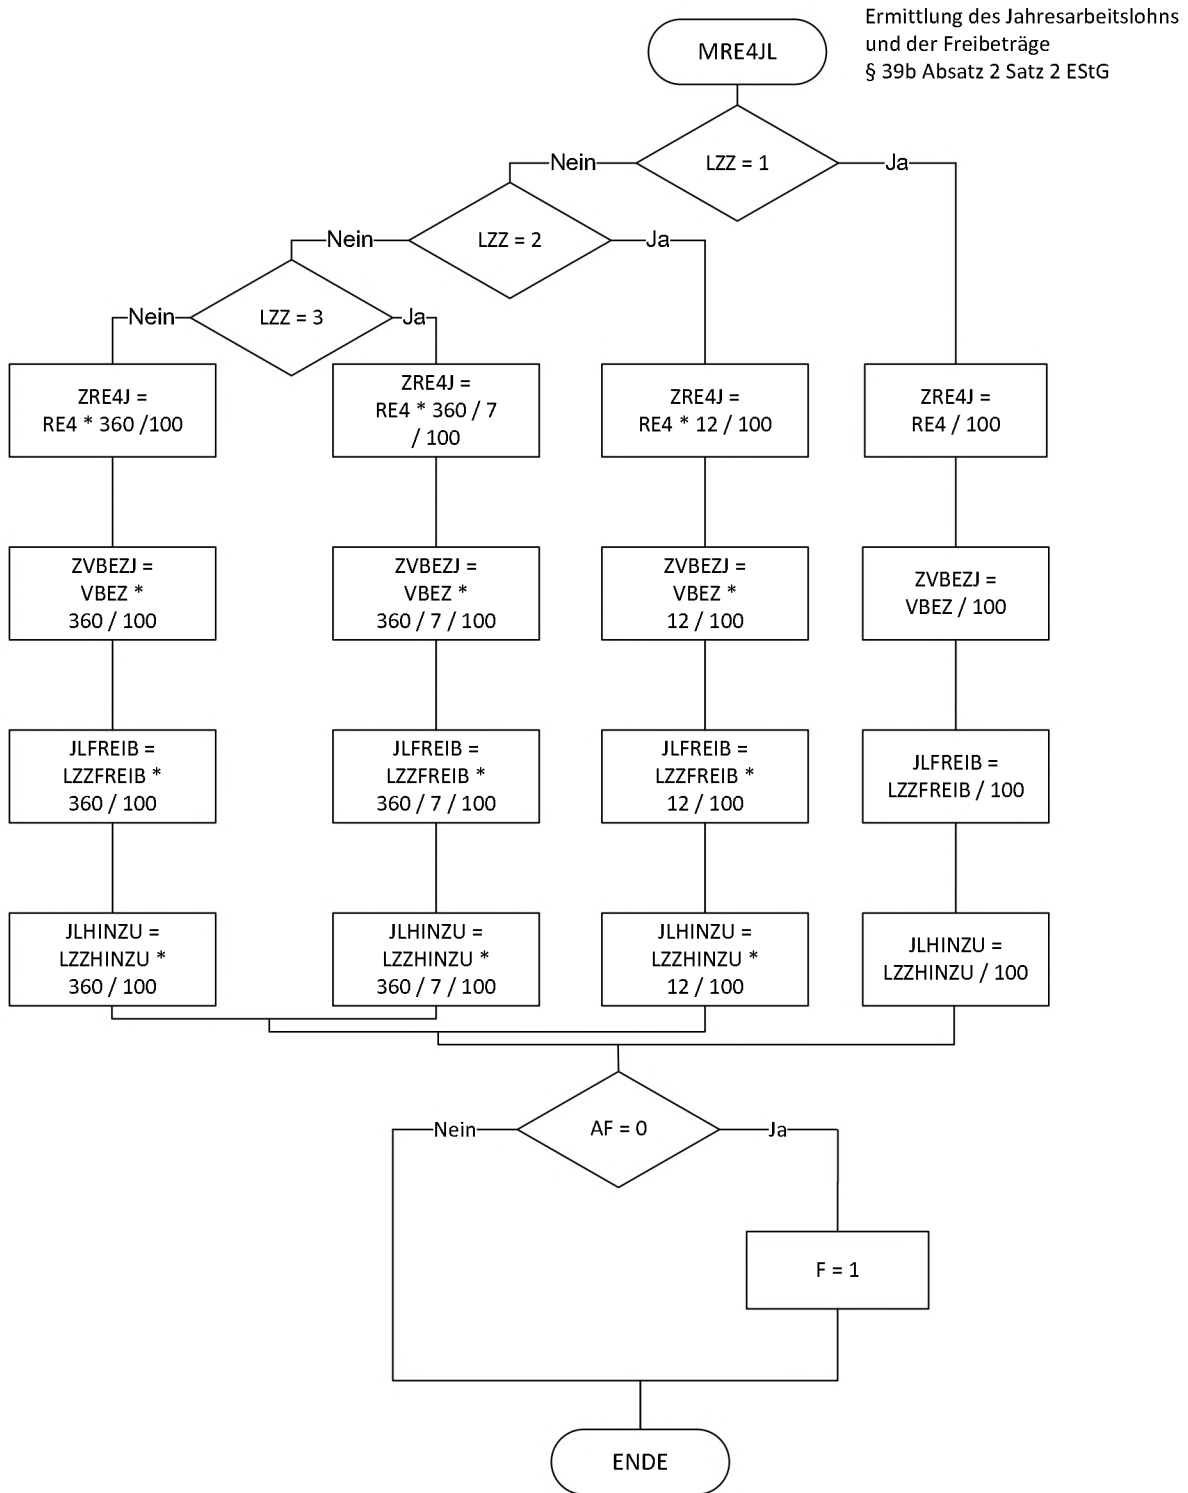 Ermittlung des Jahresarbeitslohns
und der Freibeträge
§ 39b Absatz 2 Satz 2 EStG
MRE4JL
LZZ = 1
Nein
Ja
LZZ = 2
Nein
Ja
LZZ = 3
Nein
Ja
ZRE4J =
RE4 * 360 /100
ZRE4J =
RE4 * 360 / 7
/ 100
ZRE4J =
RE4 * 12 / 100
ZRE4J =
RE4 / 100
ZVBEZJ =
VBEZ *
360 / 100
ZVBEZJ =
VBEZ *
360 / 7 / 100
ZVBEZJ =
VBEZ *
12 / 100
ZVBEZJ =
VBEZ / 100
JLFREIB =
LZZFREIB *
360 / 100
JLFREIB =
LZZFREIB *
360 / 7 / 100
JLFREIB =
LZZFREIB *
12 / 100
JLFREIB =
LZZFREIB / 100
JLHINZU =
LZZHINZU *
360 / 100
JLHINZU =
LZZHINZU *
360 / 7 / 100
JLHINZU =
LZZHINZU *
12 / 100
JLHINZU =
LZZHINZU / 100
AF = 0
Nein
Ja
F = 1
ENDE